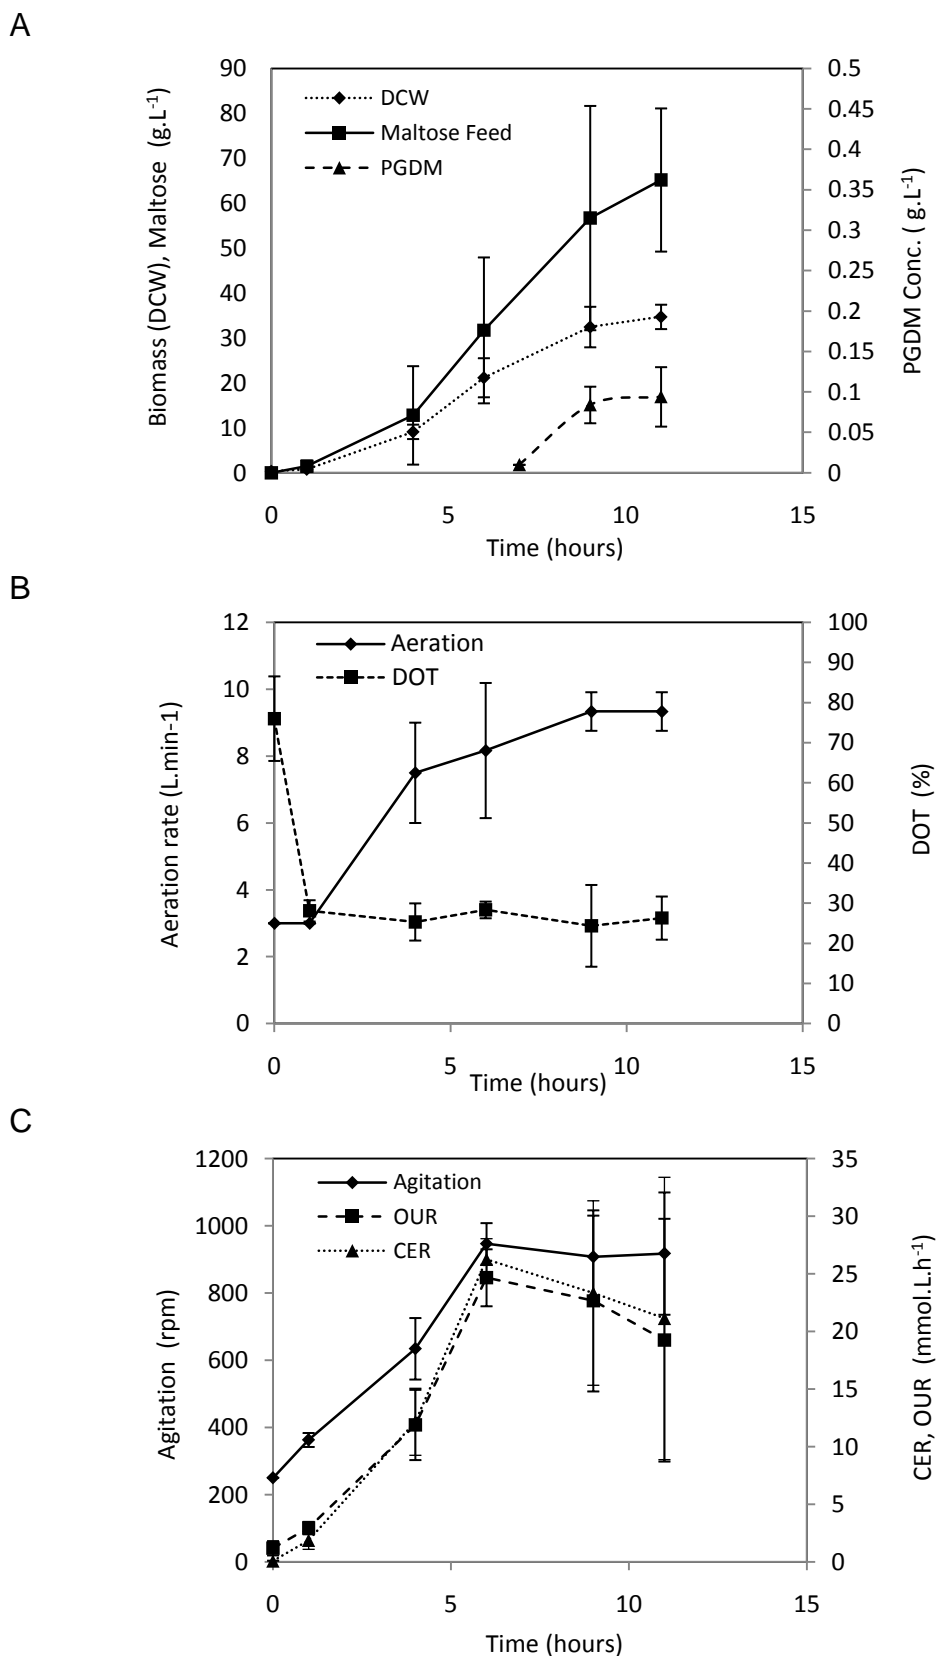 A
Biomass (DCW), Maltose (g.L-1)
90
80
70
60
50
40
30
20
10
0
DCW
Maltose Feed
PGDM
0.5
0.45
0.4
0.35
0.3
0.25
0.2
0.15
0.1
0.05
0
PGDM Conc. ( g.L-1)
0 5 10 15
Time (hours)
B
Aeration rate (L.min-1)
12
10
8
6
4
2
0
Aeration
DOT
100
90
80
70
60
50
40
30
20
10
0
DOT (%)
0 5 10 15
Time (hours)
C
Agitation (rpm)
1200
1000
800
600
400
200
0
Agitation
OUR
CER
35
30
25
20
15
10
5
0
CER, OUR (mmol.L.h-1)
0 5 10 15
Time (hours)